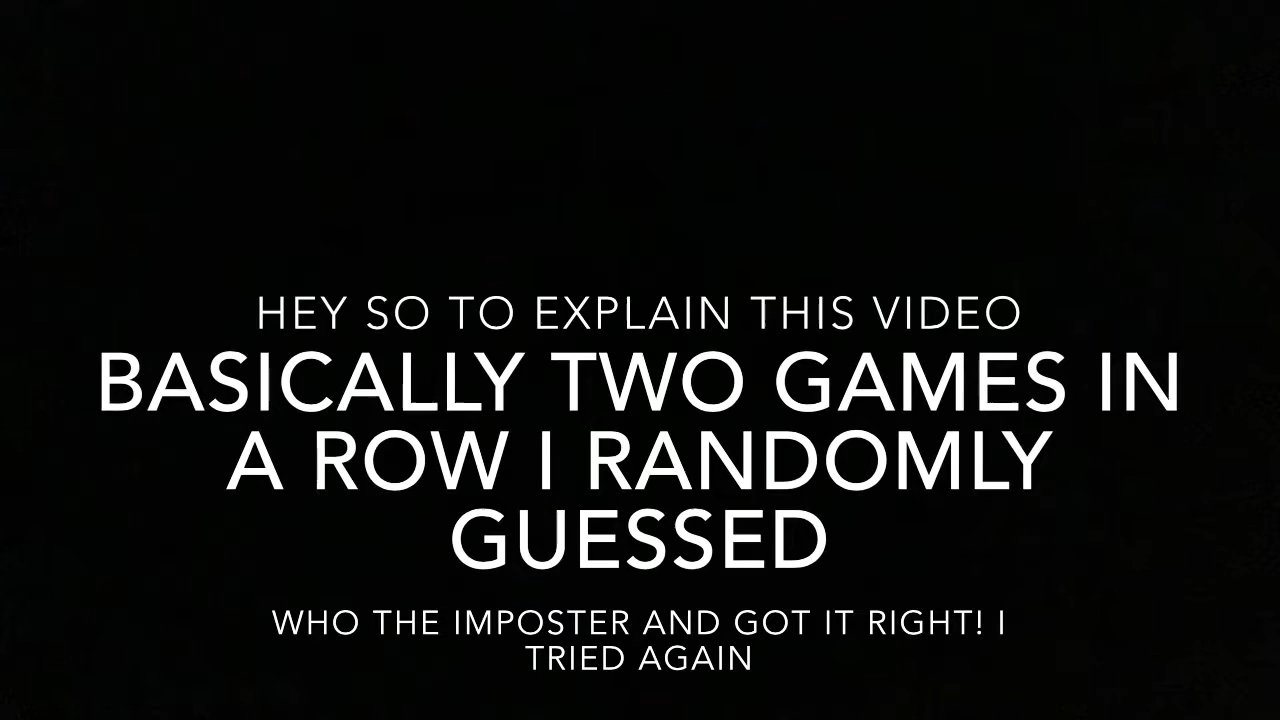 HEY SO TO EXPLAIN THIS VIDEO
BASICALLY TWO GAMES IN
A ROW I RANDOMLY
GUESSED
WHO THE IMPOSTER AND GOT IT RIGHT! I
TRIED AGAIN